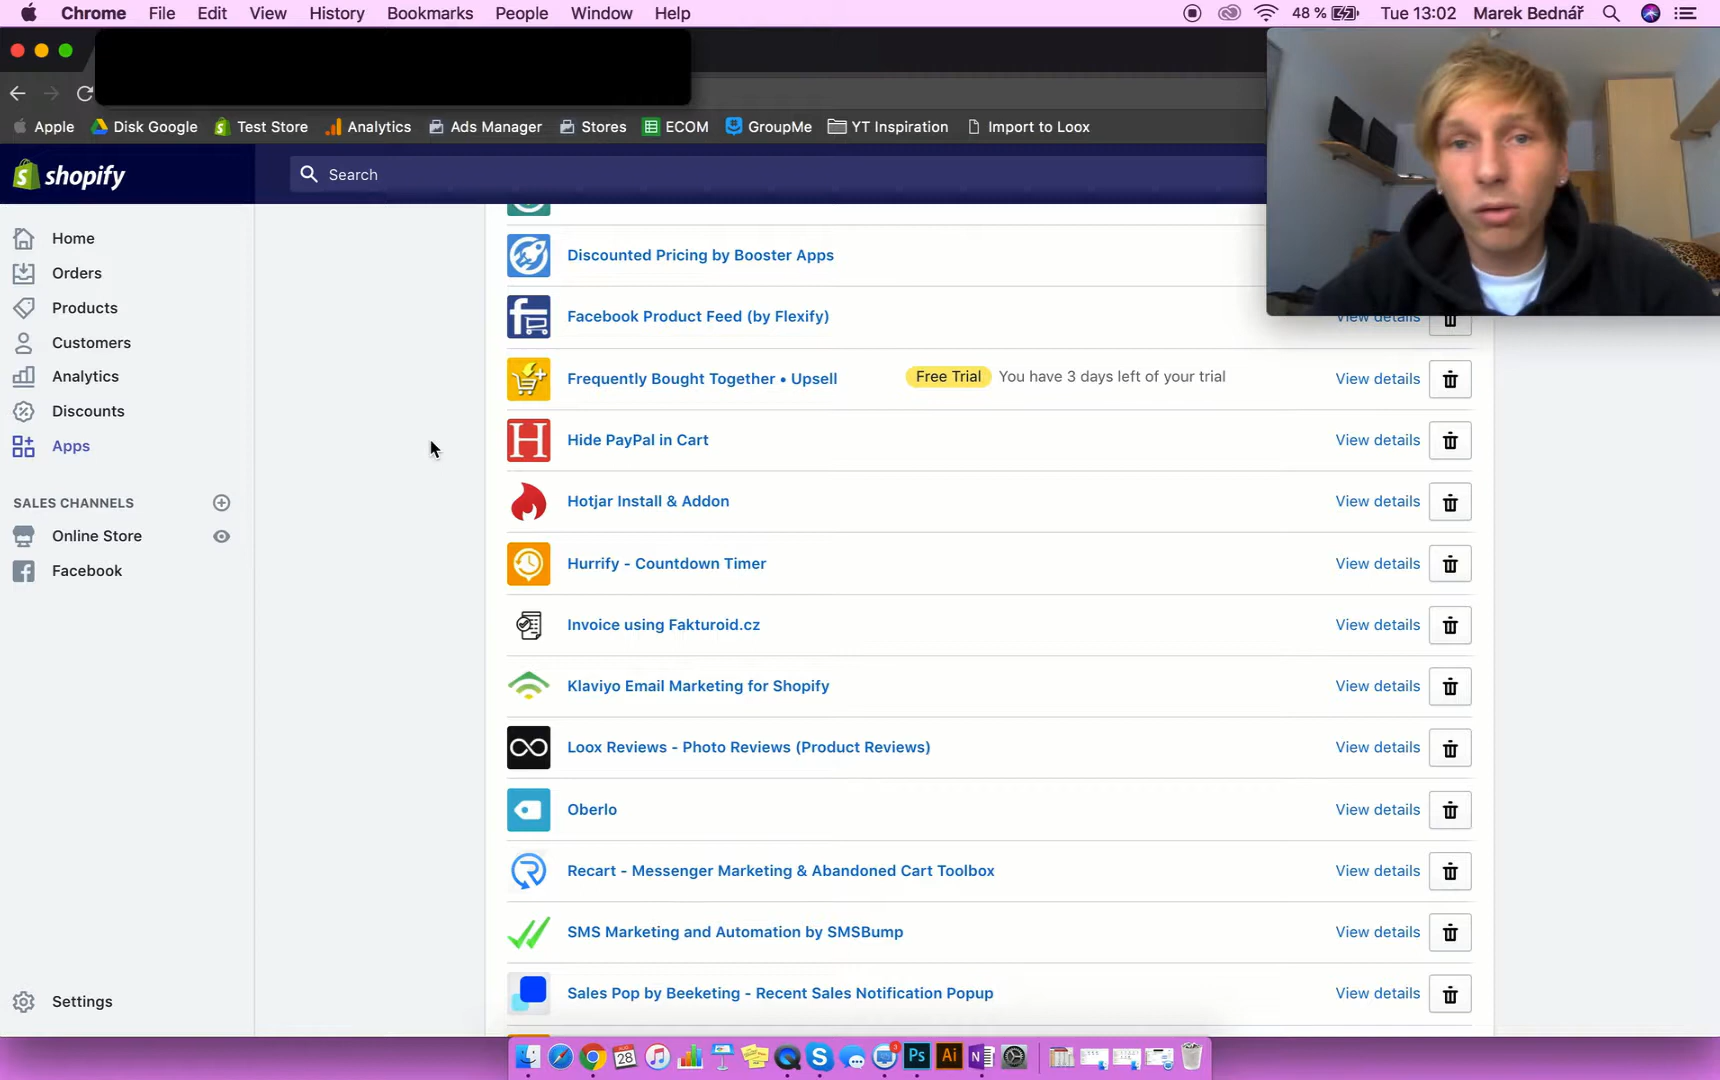 Chrome File Edit View History Bookmarks People Window Help 48 % Tue 13:02 Marek Bednář
Apple Disk Google Test Store Analytics Ads Manager Stores ECOM GroupMe YT Inspiration Import to Loox
shopify Search
Home
Orders
Products
Customers
Analytics
Discounts
Apps
SALES CHANNELS
Online Store
Facebook
Settings
Discounted Pricing by Booster Apps
Facebook Product Feed (by Flexify) View details
Frequently Bought Together • Upsell Free Trial You have 3 days left of your trial View details
Hide PayPal in Cart View details
Hotjar Install & Addon View details
Hurrify - Countdown Timer View details
Invoice using Fakturoid.cz View details
Klaviyo Email Marketing for Shopify View details
Loox Reviews - Photo Reviews (Product Reviews) View details
Oberlo View details
Recart - Messenger Marketing & Abandoned Cart Toolbox View details
SMS Marketing and Automation by SMSBump View details
Sales Pop by Beeketing - Recent Sales Notification Popup View details
28 3 Ps Ai N